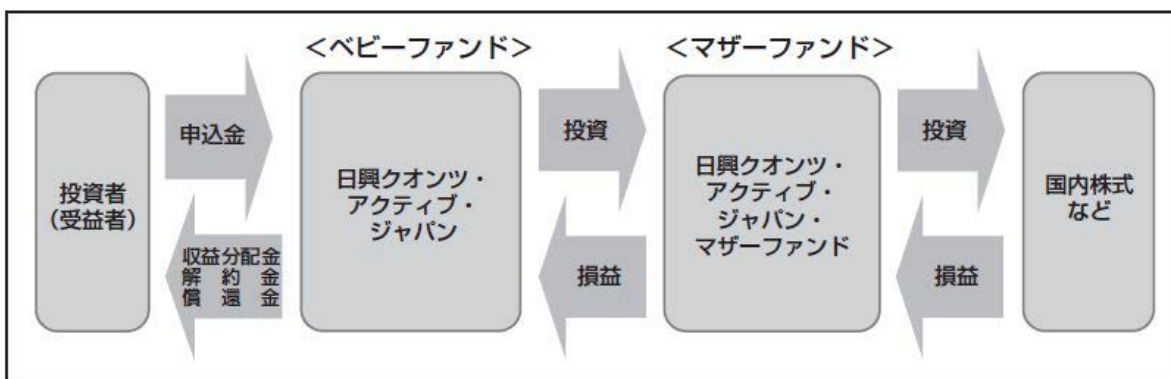 <ベビーファンド>
<マザーファンド>
投資者
(受益者)
申込金
収益分配金
解約金
償還金
日興クオンツ・
アクティブ・
ジャパン
投資
損益
日興クオンツ・
アクティブ・
ジャパン・
マザーファンド
投資
損益
国内株式
など